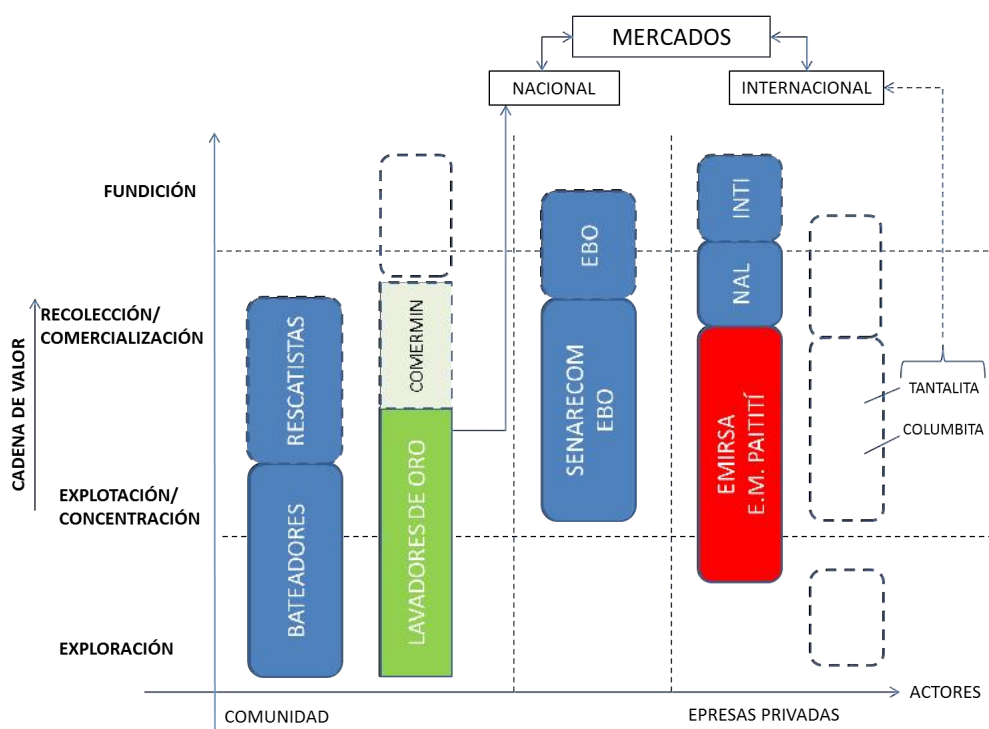 MERCADOS
NACIONAL
INTERNACIONAL
FUNDICIÓN
RECOLECCIÓN/
COMERCIALIZACIÓN
EXPLOTACIÓN/
CONCENTRACIÓN
EXPLORACIÓN
CADENA DE VALOR
RESCATISTAS
BATEADORES
COMERMIN
LAVADORES DE ORO
EBO
SENARECOM
EBO
INTI
NAL
EMIRSA
E.M. PAITITÍ
TANTALITA
COLUMBITA
ACTORES
COMUNIDAD
EPRESAS PRIVADAS